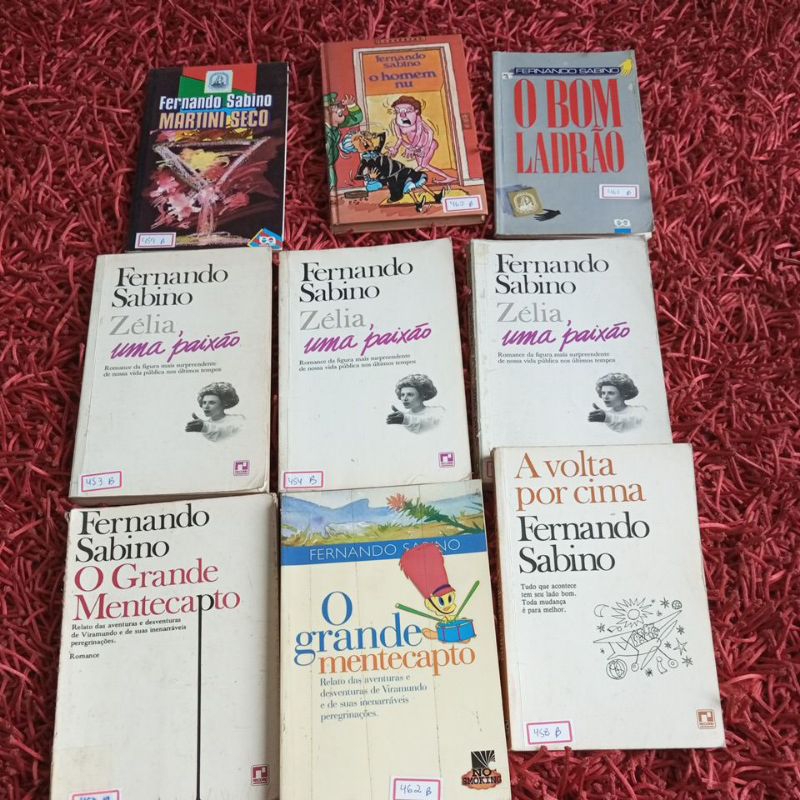 Fernando Sabino
MARTINI SECO
459 B
fernando
sabino
o homem
nu
460 B
FERNANDO SABINO
O BOM
LADRÃO
461 B
Fernando
Sabino
Zélia,
uma paixão
Romance da figura mais surpreendente
de nossa vida pública nos últimos tempos
453 B
Fernando
Sabino
Zélia,
uma paixão
Romance da figura mais surpreendente
de nossa vida pública nos últimos tempos
454 B
Fernando
Sabino
Zélia,
uma paixão
Romance da figura mais surpreendente
de nossa vida pública nos últimos tempos
Fernando
Sabino
O Grande
Mentecapto
Relato das aventuras e desventuras
de Viramundo e de suas inenarráveis
peregrinações.
Romance
FERNANDO SABINO
O
grande
mentecapto
Relato das aventuras e
desventuras de Viramundo
e de suas inenarráveis
peregrinações.
NO
SMOKING
462 B
A volta
por cima
Fernando
Sabino
Tudo que acontece
tem seu lado bom.
Toda mudança
é para melhor.
458 B